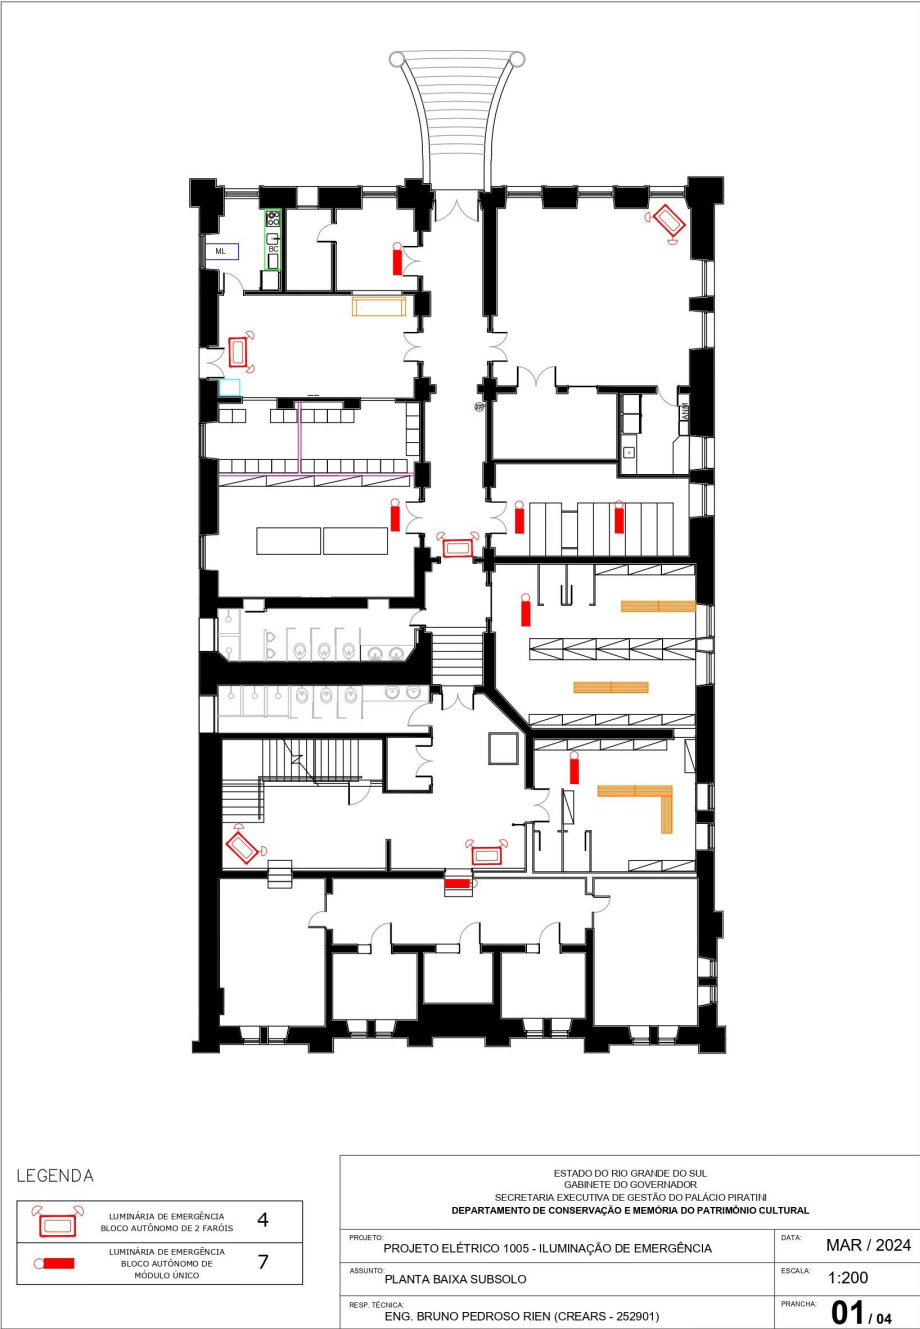 ML
BC
LEGENDA
LUMINÁRIA DE EMERGÊNCIA
BLOCO AUTÔNOMO DE 2 FARÓIS
4
LUMINÁRIA DE EMERGÊNCIA
BLOCO AUTÔNOMO DE
MÓDULO ÚNICO
7
ESTADO DO RIO GRANDE DO SUL
GABINETE DO GOVERNADOR
SECRETARIA EXECUTIVA DE GESTÃO DO PALÁCIO PIRATINI
DEPARTAMENTO DE CONSERVAÇÃO E MEMÓRIA DO PATRIMÔNIO CULTURAL
PROJETO:
PROJETO ELÉTRICO 1005 - ILUMINAÇÃO DE EMERGÊNCIA
DATA:
MAR / 2024
ASSUNTO:
PLANTA BAIXA SUBSOLO
ESCALA:
1:200
RESP. TÉCNICA:
ENG. BRUNO PEDROSO RIEN (CREARS - 252901)
PRANCHA:
01 / 04